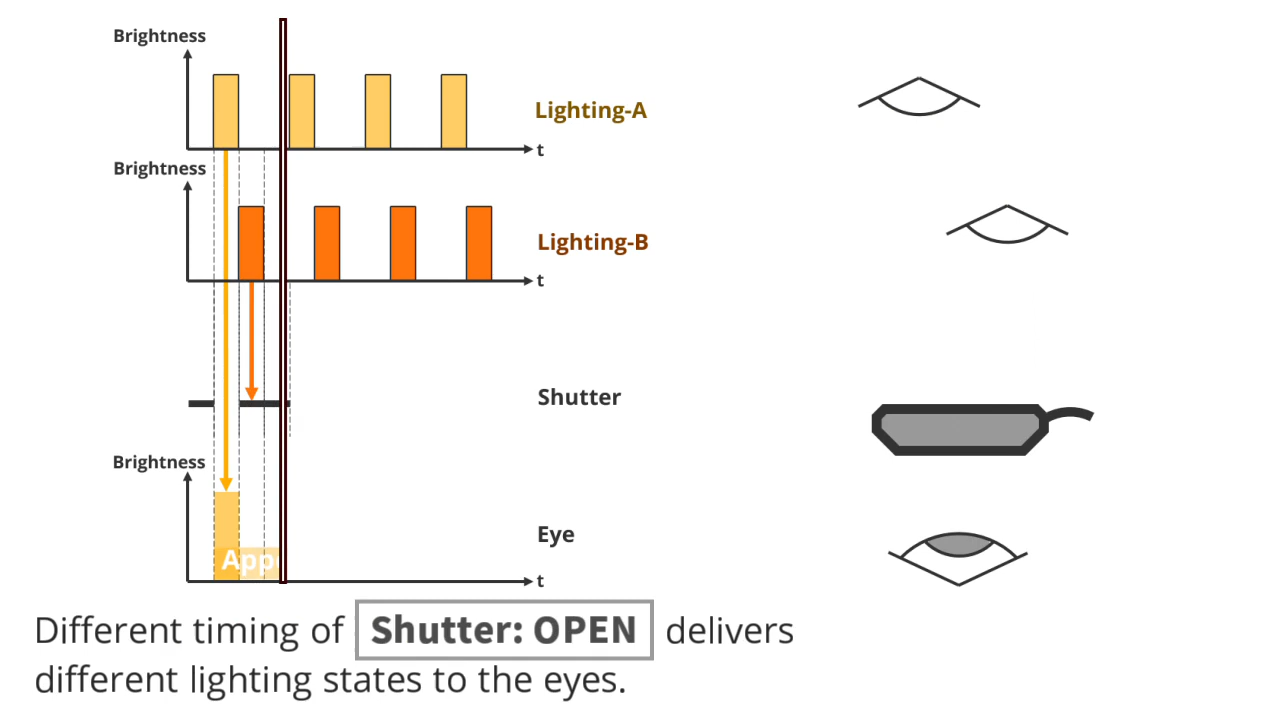 Brightness
Lighting-A
t
Brightness
Lighting-B
t
Shutter
Brightness
Eye
App
t
Different timing of Shutter: OPEN delivers
different lighting states to the eyes.